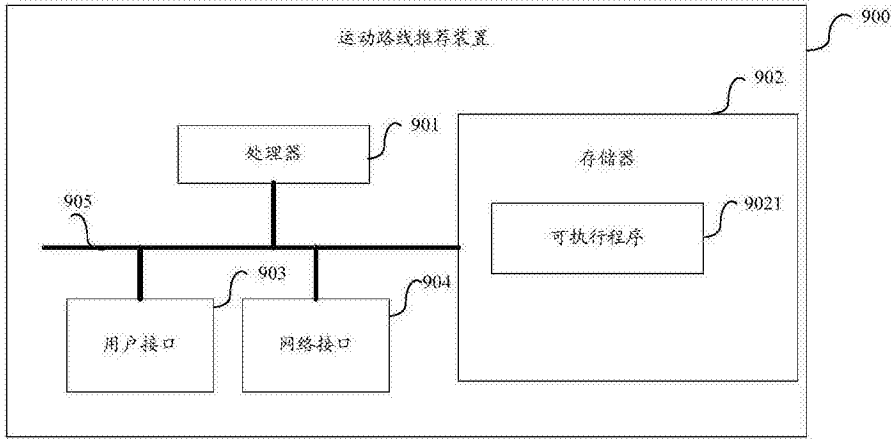 900
运动路线推荐装置
902
901
处理器
存储器
905
9021
可执行程序
903
904
用户接口
网络接口